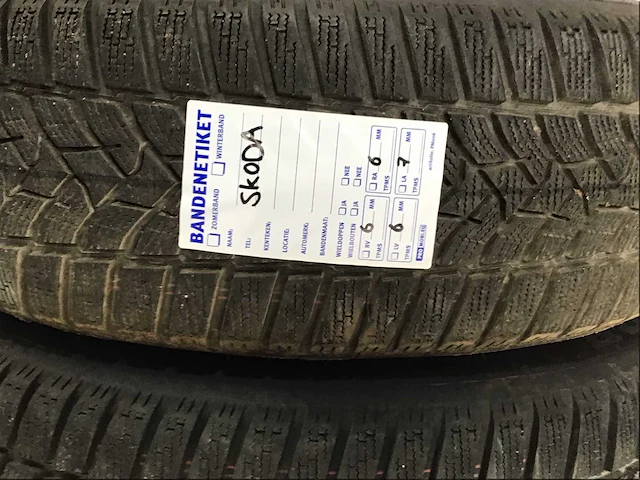 BANDENETIKET
ZOMERBAND WINTERBAND
NAAM: SKODA
TEL:
KENTEKEN:
LOCATIE:
AUTOMERK:
BANDENMAAT:
WIELDOPPEN JA NEE
WIELBOUTEN JA NEE
RV 6 MM RA 6 MM
TPMS TPMS
LV 6 MM LA 7 MM
TPMS TPMS